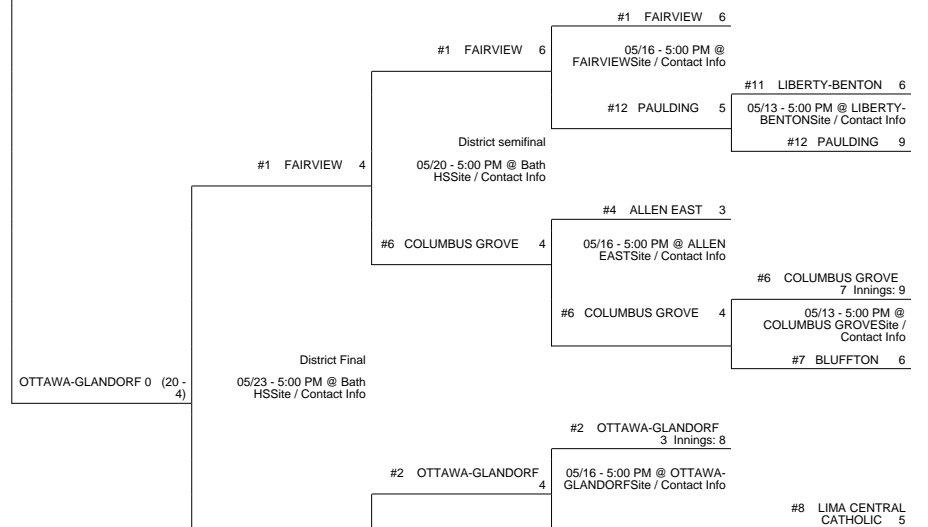 #1 FAIRVIEW 6
#1 FAIRVIEW 6
05/16 - 5:00 PM @
FAIRVIEWSite / Contact Info
#11 LIBERTY-BENTON 6
#12 PAULDING 5
05/13 - 5:00 PM @ LIBERTY-
BENTONSite / Contact Info
#12 PAULDING 9
District semifinal
#1 FAIRVIEW 4
05/20 - 5:00 PM @ Bath
HSSite / Contact Info
#4 ALLEN EAST 3
#6 COLUMBUS GROVE 4
05/16 - 5:00 PM @ ALLEN
EASTSite / Contact Info
#6 COLUMBUS GROVE
7 Innings: 9
#6 COLUMBUS GROVE 4
05/13 - 5:00 PM @
COLUMBUS GROVESite /
Contact Info
#7 BLUFFTON 6
District Final
OTTAWA-GLANDORF 0 (20 -
4)
05/23 - 5:00 PM @ Bath
HSSite / Contact Info
#2 OTTAWA-GLANDORF
3 Innings: 8
#2 OTTAWA-GLANDORF
4
05/16 - 5:00 PM @ OTTAWA-
GLANDORFSite / Contact Info
#8 LIMA CENTRAL
CATHOLIC 5